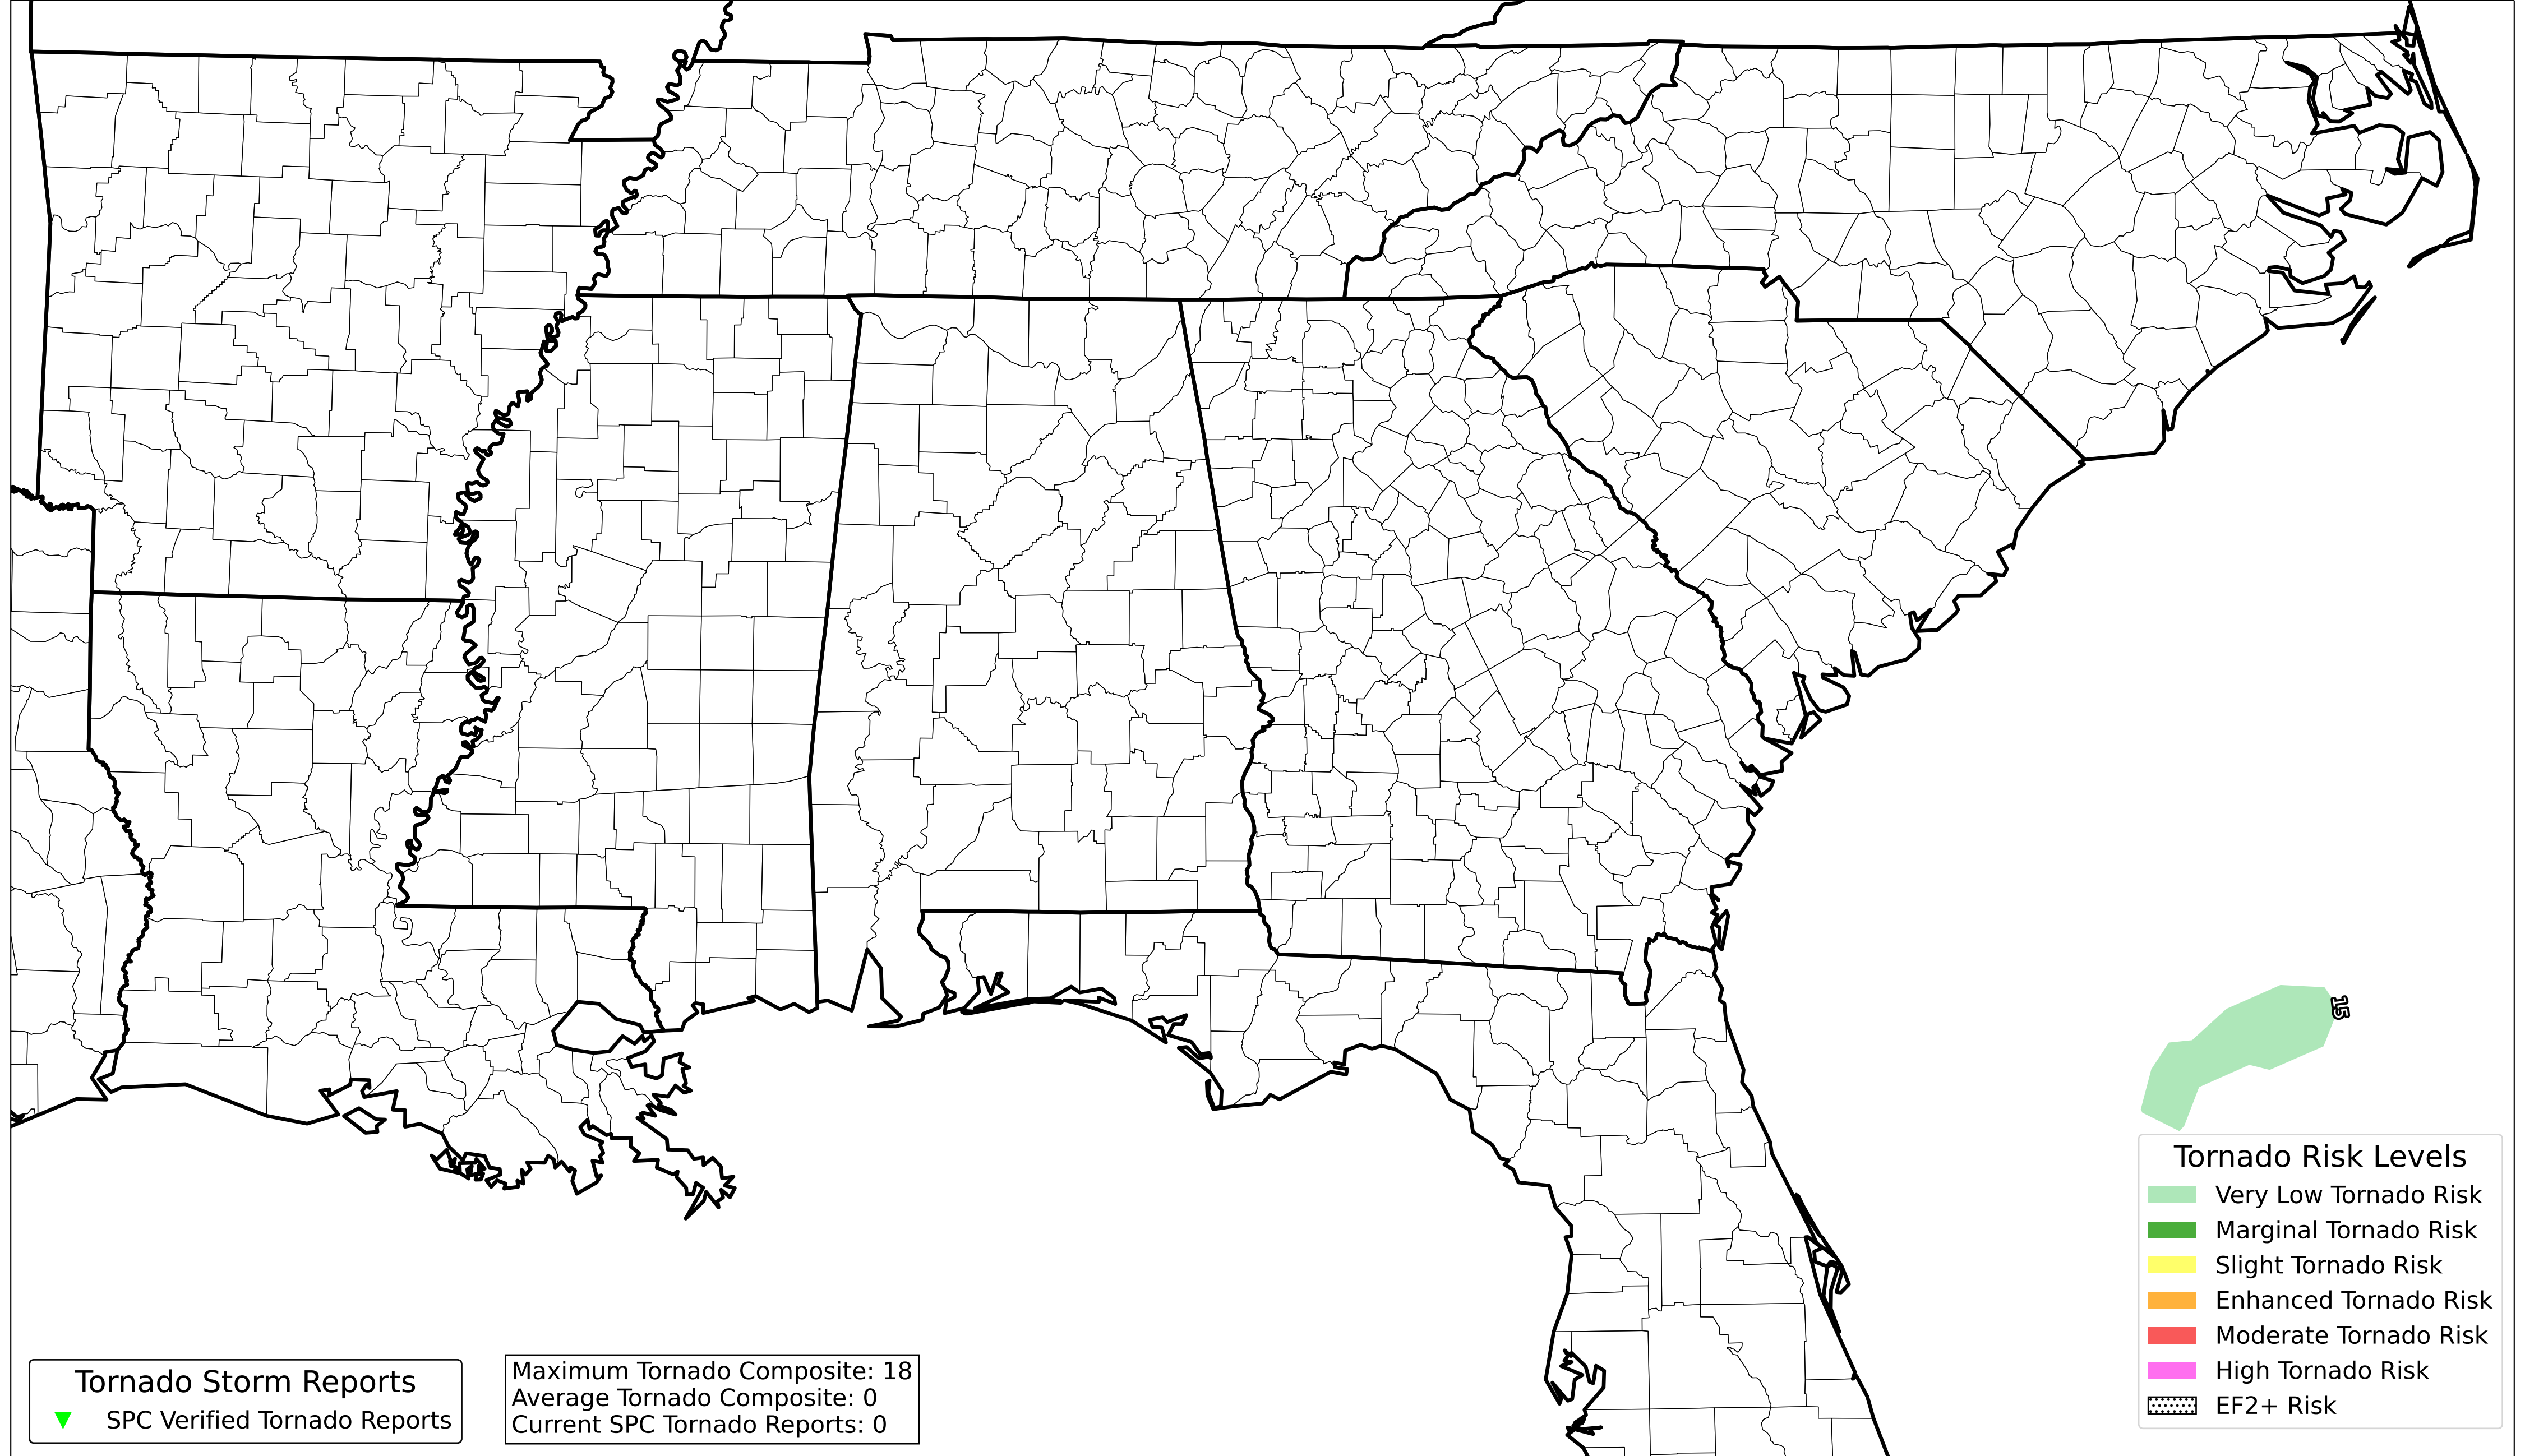 15
Tornado Risk Levels
Very Low Tornado Risk
Marginal Tornado Risk
Slight Tornado Risk
Enhanced Tornado Risk
Moderate Tornado Risk
High Tornado Risk
EF2+ Risk
Tornado Storm Reports
SPC Verified Tornado Reports
Maximum Tornado Composite: 18
Average Tornado Composite: 0
Current SPC Tornado Reports: 0